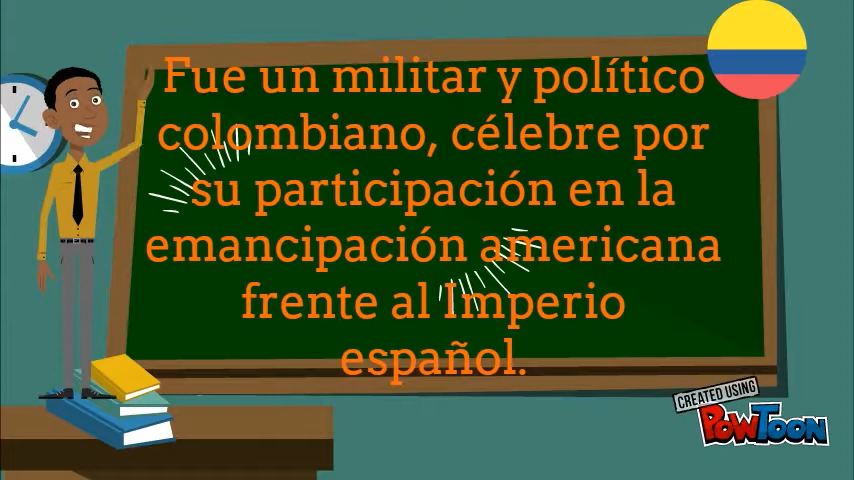 Fue un militar y político
colombiano, célebre por
su participación en la
emancipación americana
frente al Imperio
español.
CREATED USING
POWTOON